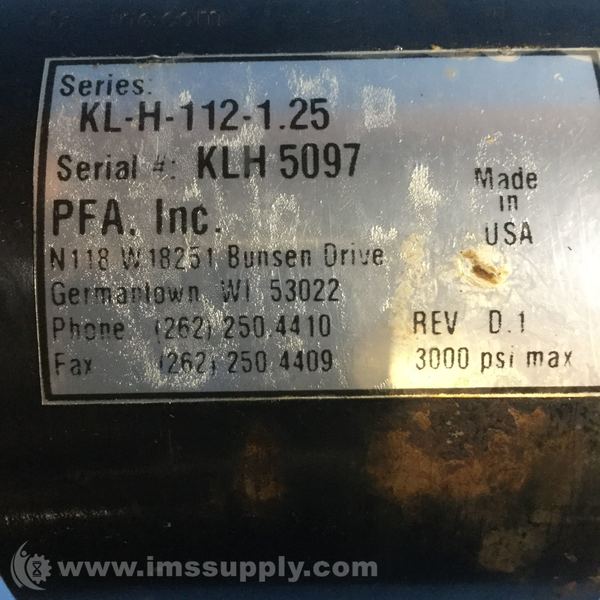 Series:
KL-H-112-1.25
Serial #: KLH 5097
PFA, Inc.
N118 W18251 Bunsen Drive
Germantown WI 53022
Phone (262) 250.4410
Fax (262) 250 4409
Made
in
USA
REV D.1
3000 psi max
www.imssupply.com